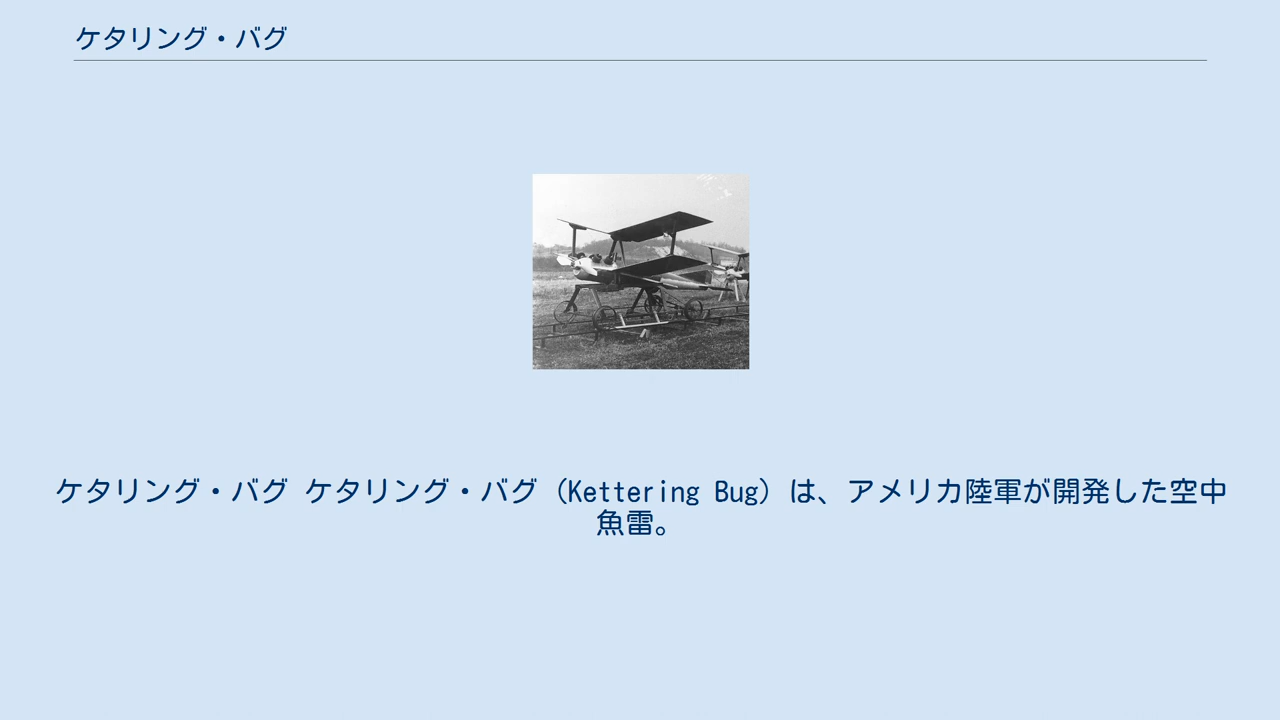 ケタリング・バグ
ケタリング・バグ ケタリング・バグ（Kettering Bug）は、アメリカ陸軍が開発した空中
魚雷。